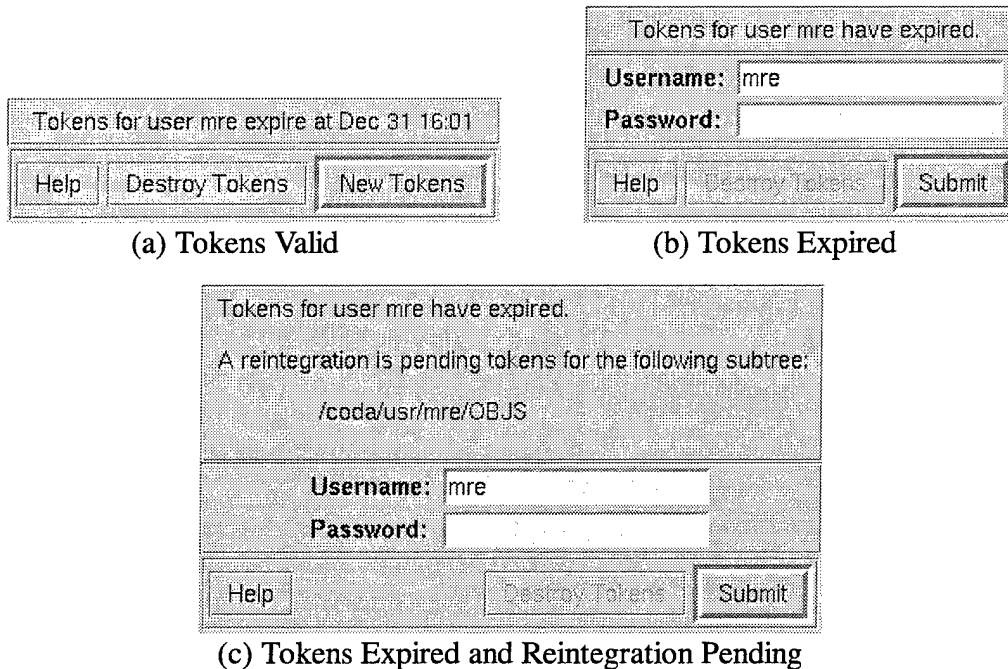 Tokens for user mre expire at Dec 31 16:01
Help Destroy Tokens New Tokens
(a) Tokens Valid
Tokens for user mre have expired.
Username: mre
Password:
Help Destroy Tokens Submit
(b) Tokens Expired
Tokens for user mre have expired.
A reintegration is pending tokens for the following subtree:
/coda/usr/mre/OBJS
Username: mre
Password:
Help Destroy Tokens Submit
(c) Tokens Expired and Reintegration Pending